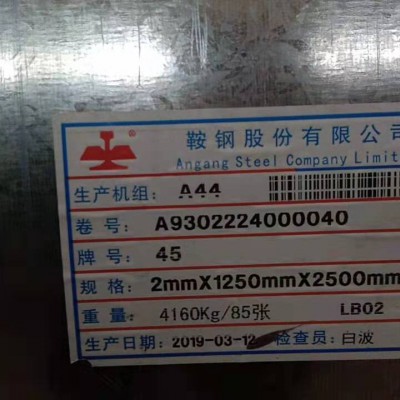 鞍钢股份有限公司
Angang Steel Company Limit
生产机组: A44
卷 号: A9302224000040
牌 号: 45
规 格: 2mmX1250mmX2500mm
重 量: 4160Kg/85张 LB02
生产日期: 2019-03-12 检查员: 白波